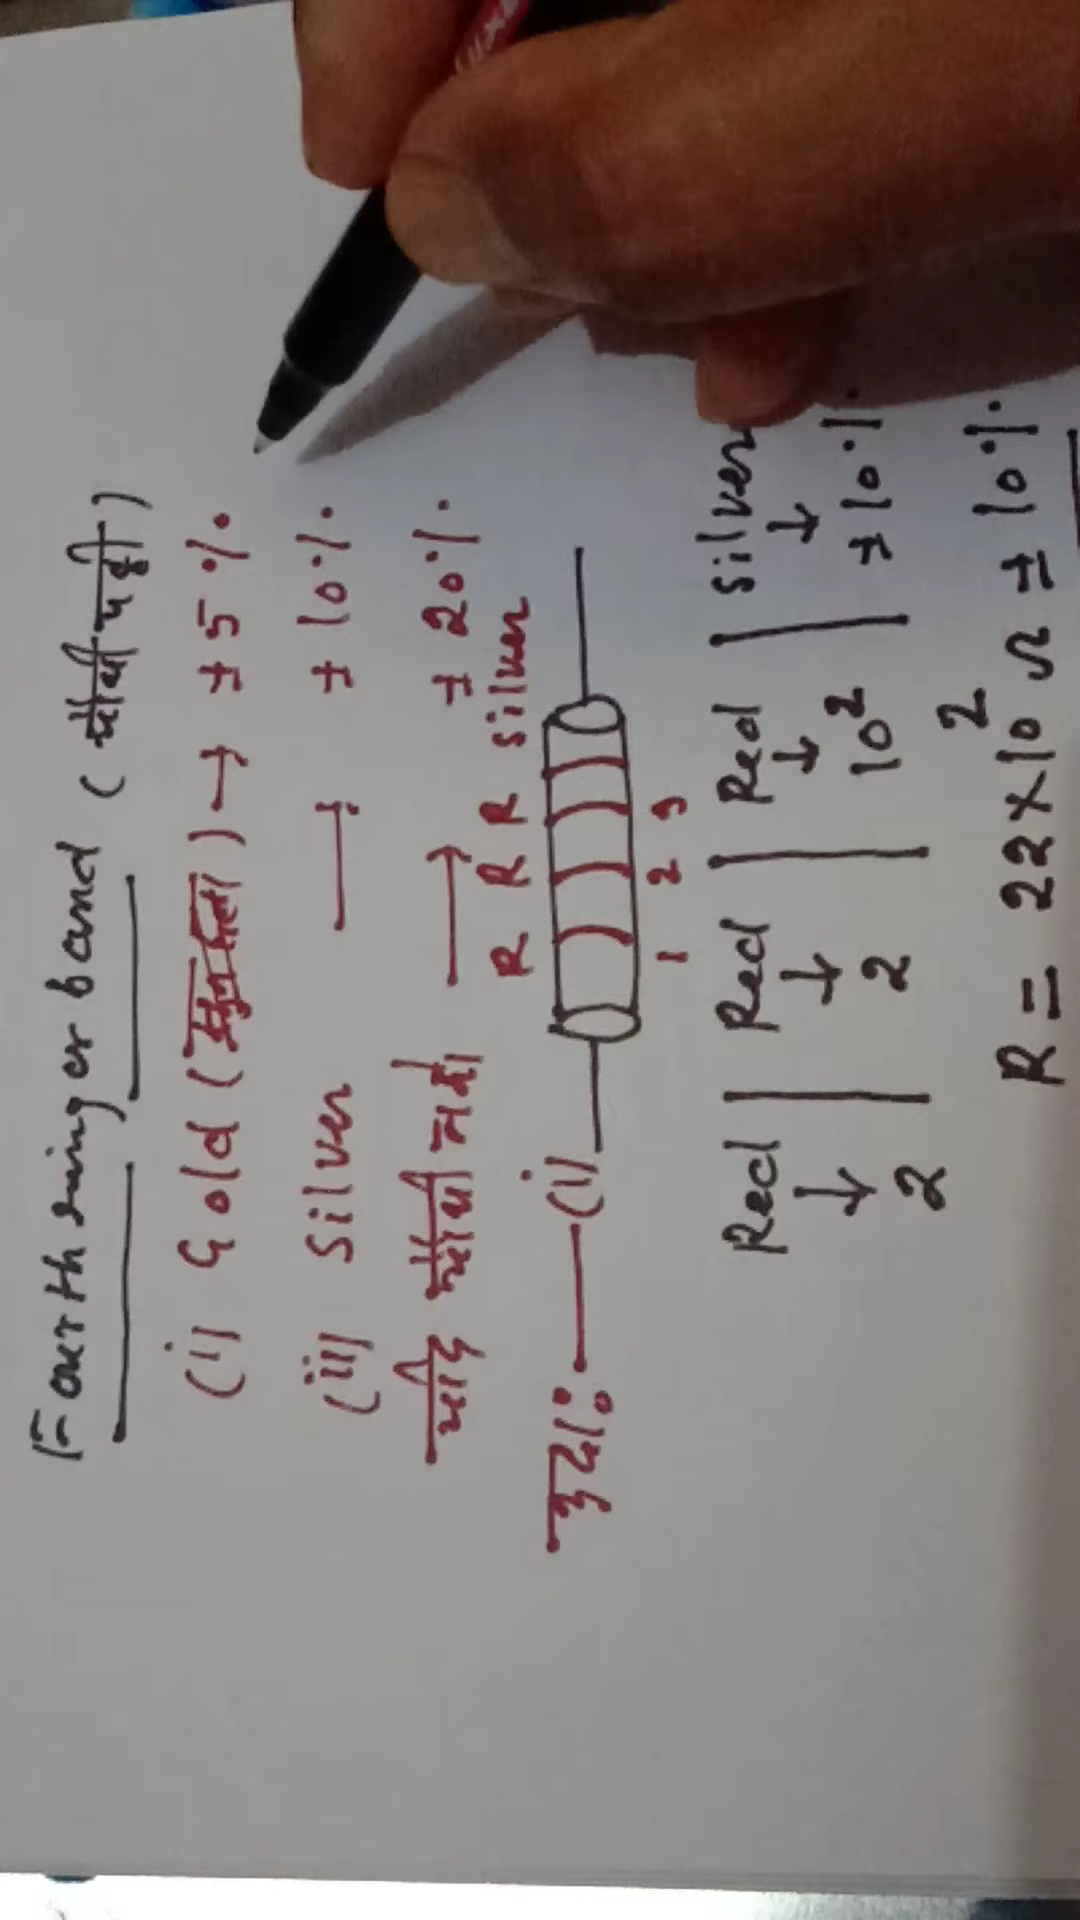 Fourth ring or band (चौथी पट्टी)
(i) Gold (सुनहला) → ± 5 %.
(ii) Silver → ± 10 %.
यदि चौथी नहीं → ± 20 %.
R R R silver
उदा: — (i)
1 2 3
Red | Red | Red | Silver
↓ ↓ ↓ ↓
2 2 10² ± 10 %.
R = 22 × 10² Ω ± 10 %.